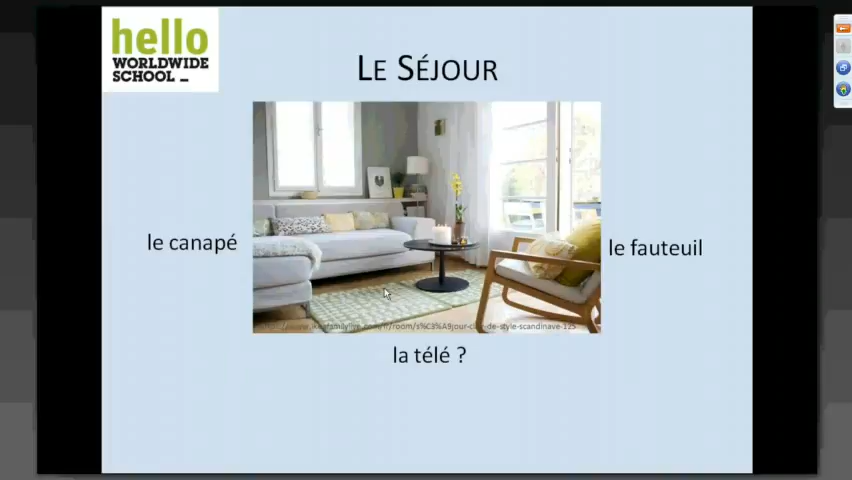 hello
WORLDWIDE
SCHOOL
LE SÉJOUR
le canapé
le fauteuil
la télé ?